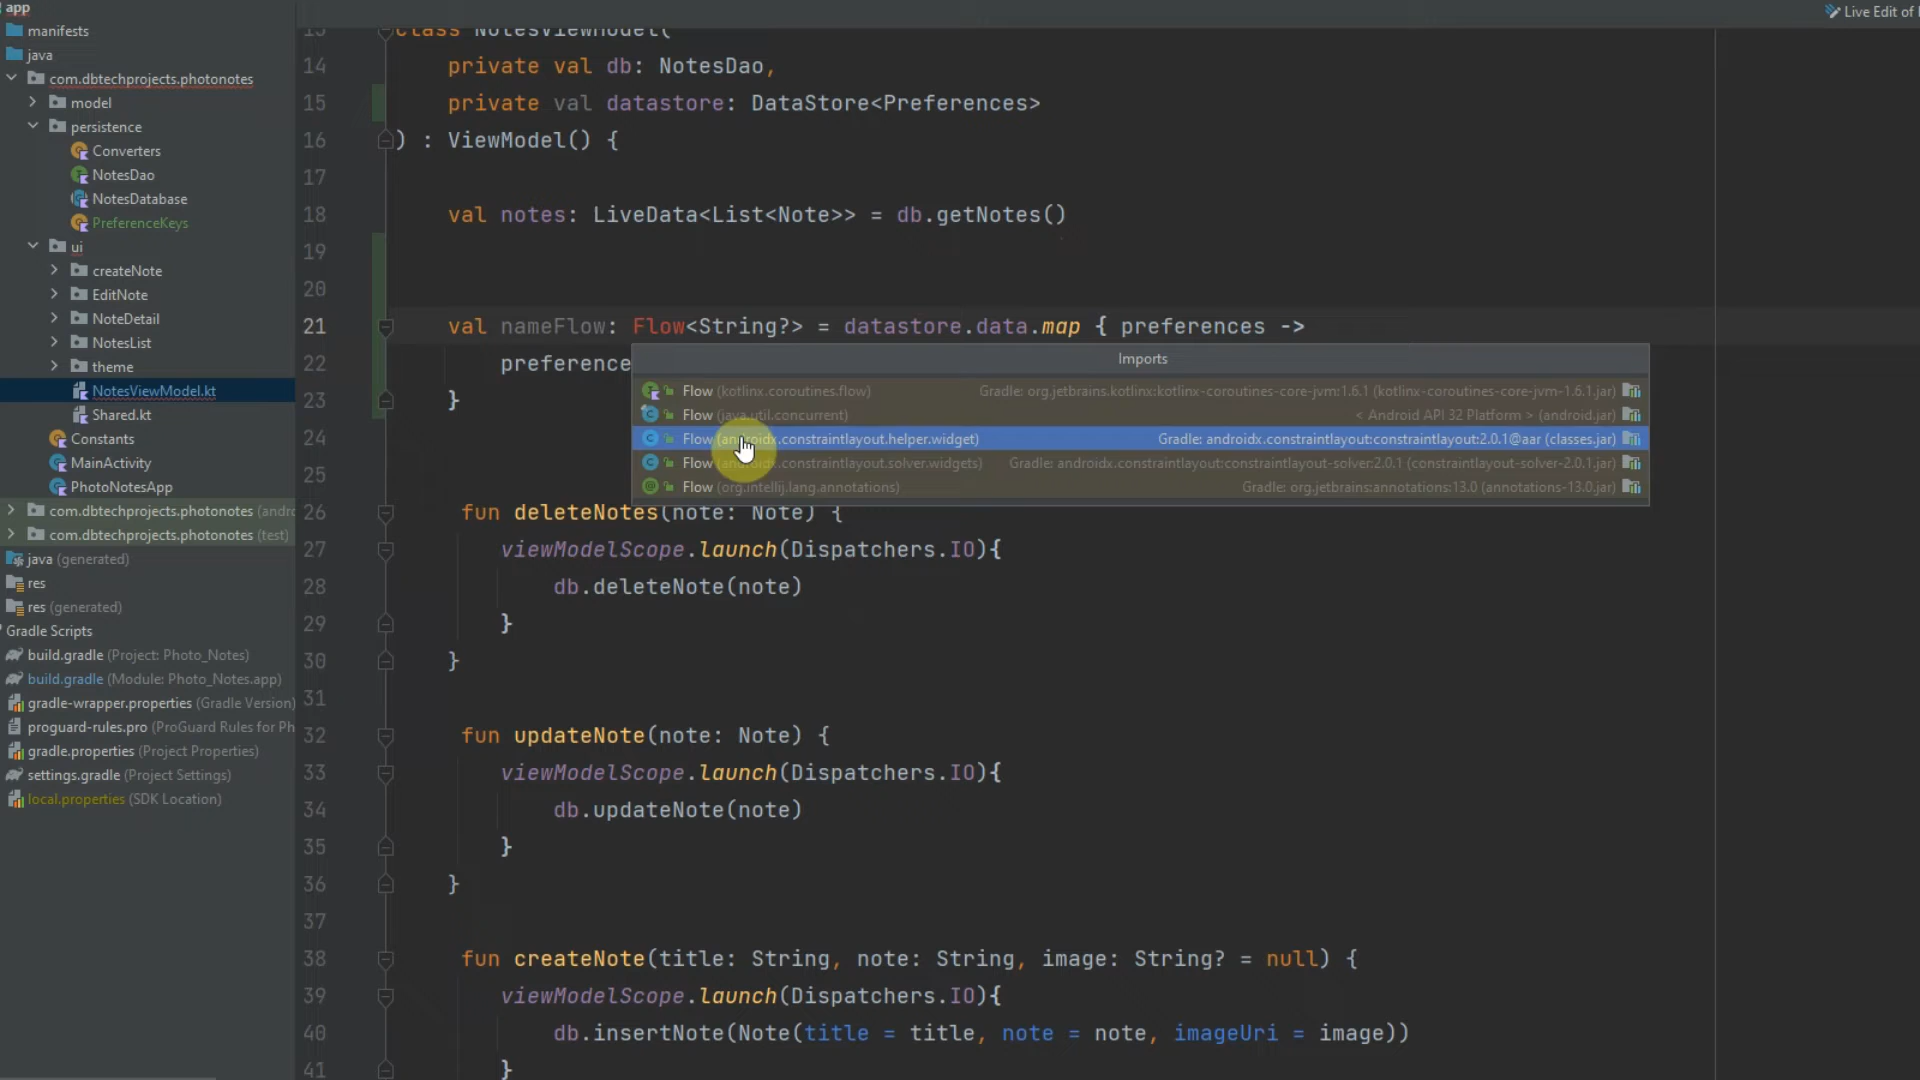 app
Live Edit of
manifests
java
com.dbtechprojects.photonotes
model
persistence
Converters
NotesDao
NotesDatabase
PreferenceKeys
ui
createNote
EditNote
NoteDetail
NotesList
theme
NotesViewModel.kt
Shared.kt
Constants
MainActivity
PhotoNotesApp
com.dbtechprojects.photonotes (andro
com.dbtechprojects.photonotes (test)
java (generated)
res
res (generated)
Gradle Scripts
build.gradle (Project: Photo_Notes)
build.gradle (Module: Photo_Notes.app)
gradle-wrapper.properties (Gradle Version)
proguard-rules.pro (ProGuard Rules for Ph
gradle.properties (Project Properties)
settings.gradle (Project Settings)
local.properties (SDK Location)
13 class NotesViewModel(
14 private val db: NotesDao,
15 private val datastore: DataStore<Preferences>
16 ) : ViewModel() {
17
18 val notes: LiveData<List<Note>> = db.getNotes()
19
20
21 val nameFlow: Flow<String?> = datastore.data.map { preferences ->
22 preference
23 }
24
25
26 fun deleteNotes(note: Note) {
27 viewModelScope.launch(Dispatchers.IO){
28 db.deleteNote(note)
29 }
30 }
31
32 fun updateNote(note: Note) {
33 viewModelScope.launch(Dispatchers.IO){
34 db.updateNote(note)
35 }
36 }
37
38 fun createNote(title: String, note: String, image: String? = null) {
39 viewModelScope.launch(Dispatchers.IO){
40 db.insertNote(Note(title = title, note = note, imageUri = image))
41 }
Imports
Flow (kotlinx.coroutines.flow) Gradle: org.jetbrains.kotlinx:kotlinx-coroutines-core-jvm:1.6.1 (kotlinx-coroutines-core-jvm-1.6.1.jar)
Flow (java.util.concurrent) < Android API 32 Platform > (android.jar)
Flow (androidx.constraintlayout.helper.widget) Gradle: androidx.constraintlayout:constraintlayout:2.0.1@aar (classes.jar)
Flow (androidx.constraintlayout.solver.widgets) Gradle: androidx.constraintlayout:constraintlayout-solver:2.0.1 (constraintlayout-solver-2.0.1.jar)
Flow (org.intellij.lang.annotations) Gradle: org.jetbrains:annotations:13.0 (annotations-13.0.jar)